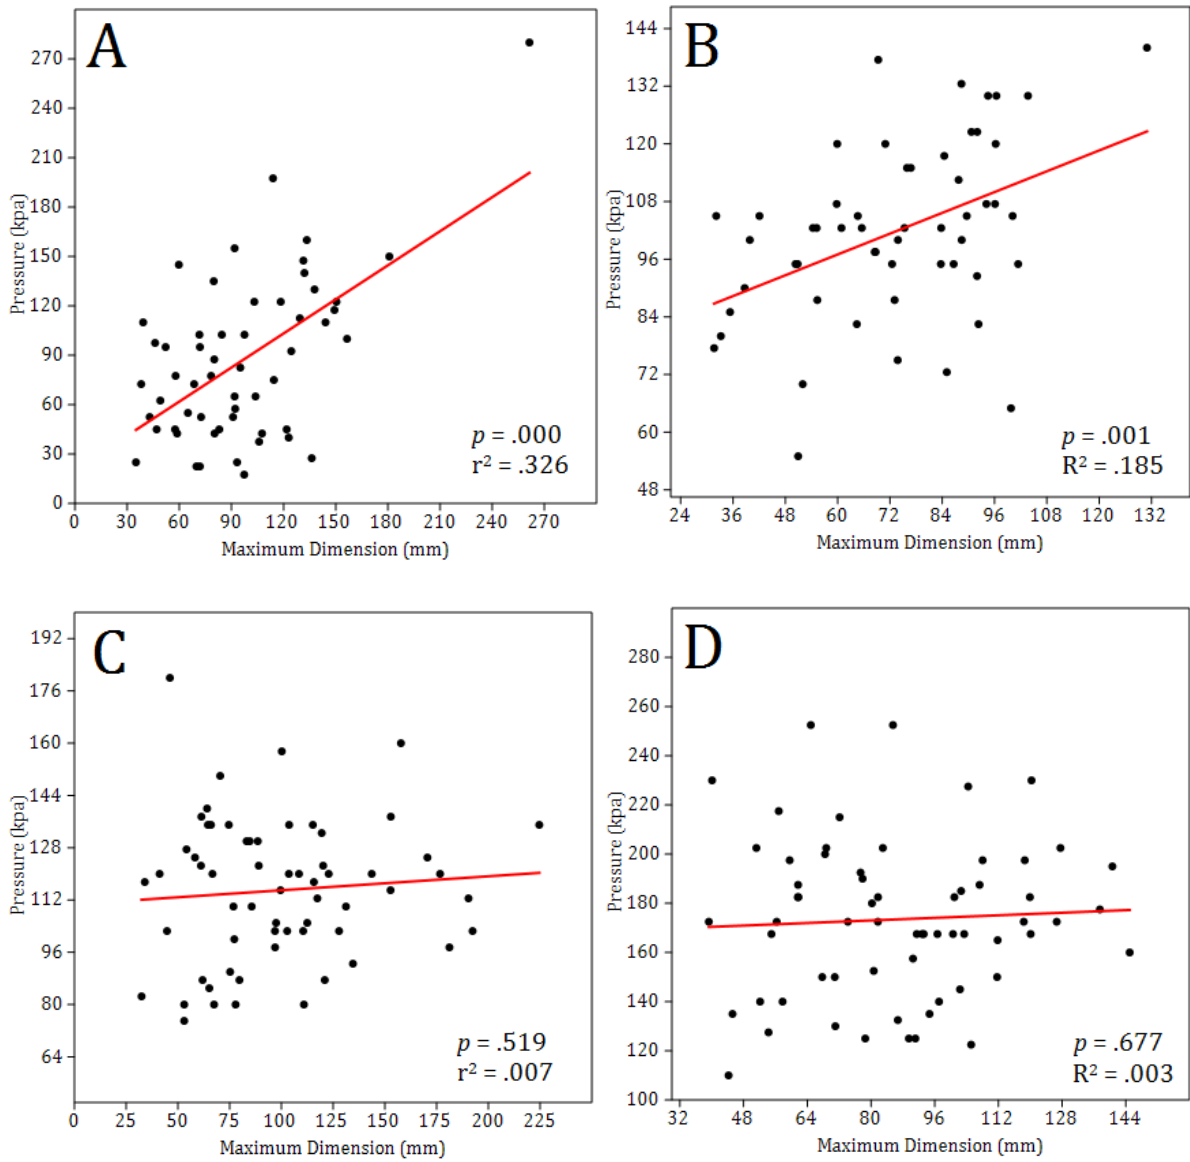 A
Pressure (kpa)
270
240
210
180
150
120
90
60
30
0
p = .000
r² = .326
0 30 60 90 120 150 180 210 240 270
Maximum Dimension (mm)
B
Pressure (kpa)
144
132
120
108
96
84
72
60
48
p = .001
R² = .185
24 36 48 60 72 84 96 108 120 132
Maximum Dimension (mm)
C
Pressure (kpa)
192
176
160
144
128
112
96
80
64
p = .519
r² = .007
0 25 50 75 100 125 150 175 200 225
Maximum Dimension (mm)
D
Pressure (kpa)
280
260
240
220
200
180
160
140
120
100
p = .677
R² = .003
32 48 64 80 96 112 128 144
Maximum Dimension (mm)